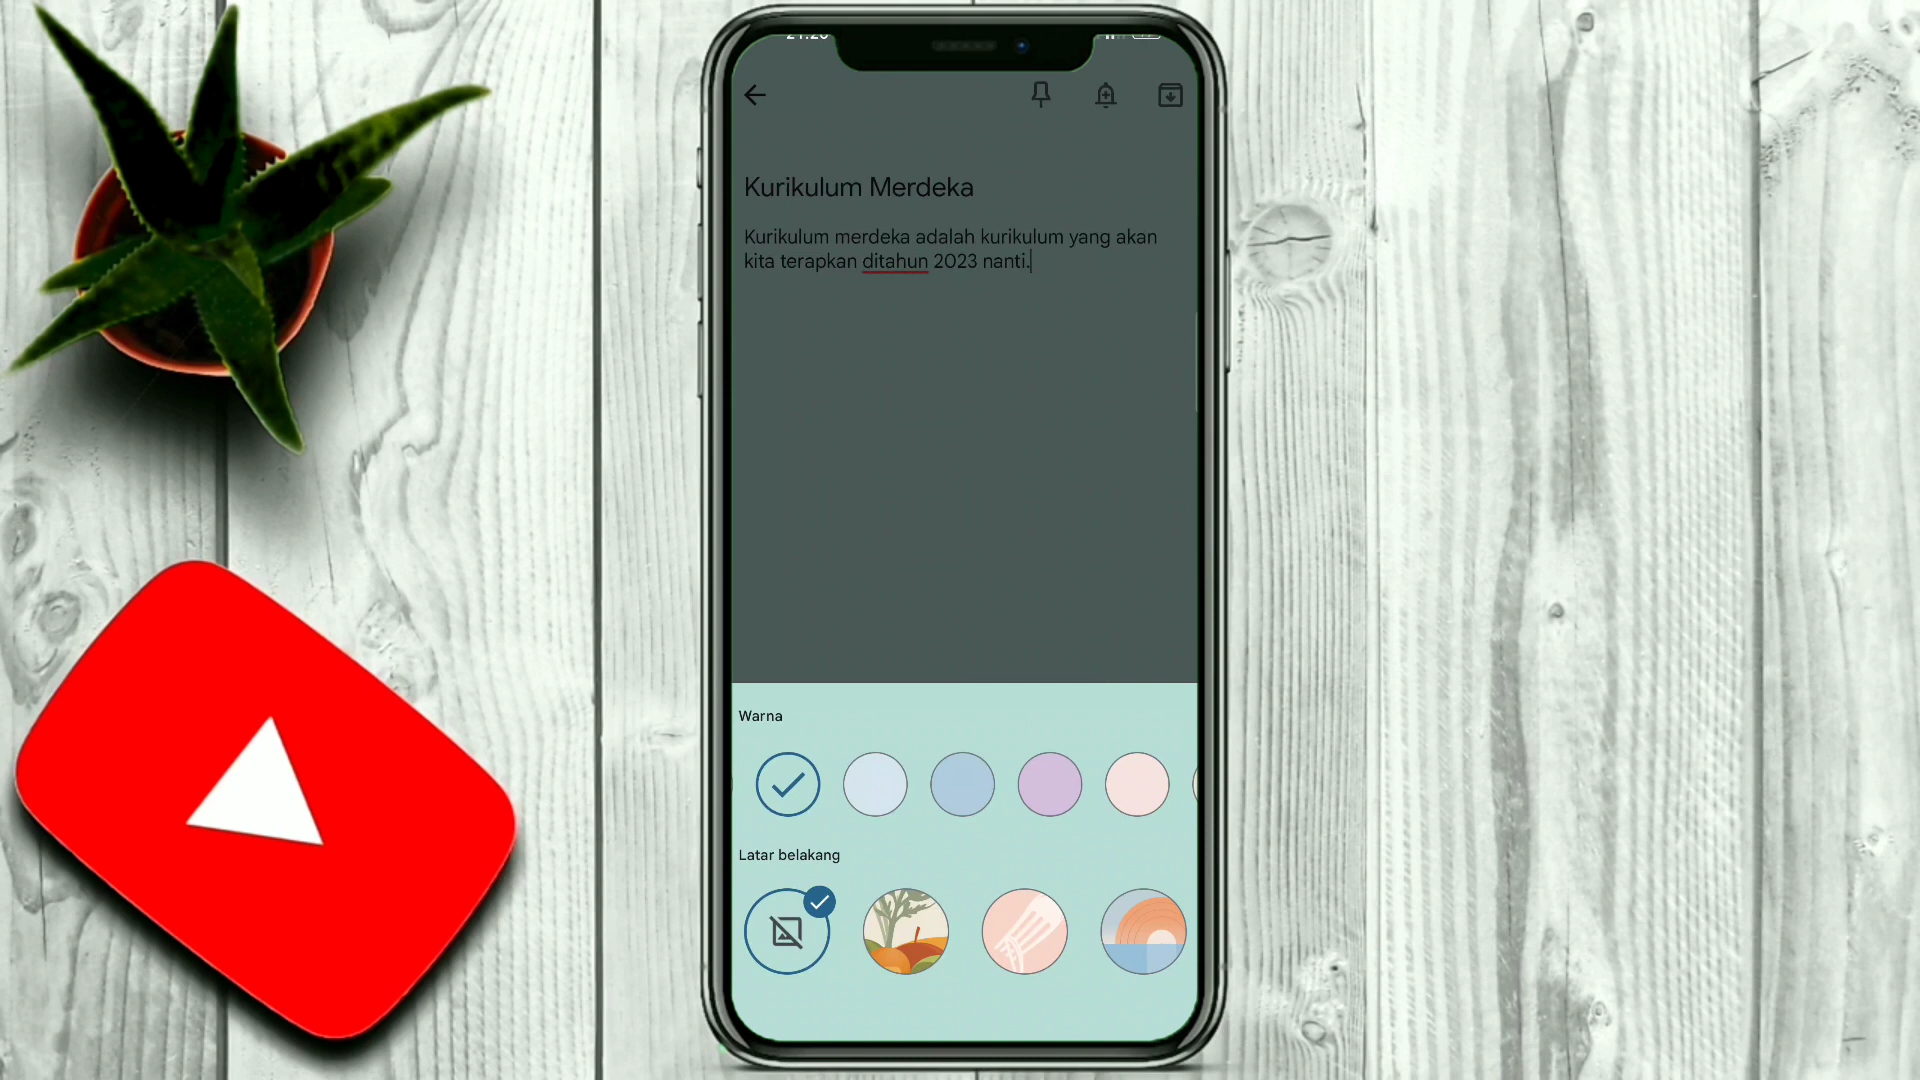 Kurikulum Merdeka
Kurikulum merdeka adalah kurikulum yang akan
kita terapkan ditahun 2023 nanti.
Warna
Latar belakang